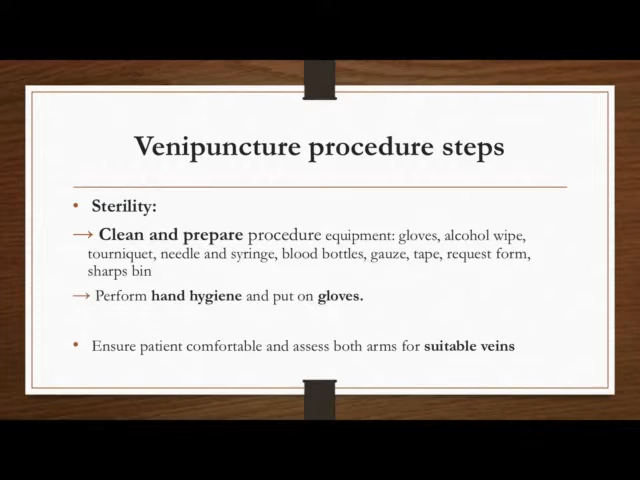 Venipuncture procedure steps
• Sterility:
→ Clean and prepare procedure equipment: gloves, alcohol wipe,
tourniquet, needle and syringe, blood bottles, gauze, tape, request form,
sharps bin
→ Perform hand hygiene and put on gloves.
• Ensure patient comfortable and assess both arms for suitable veins